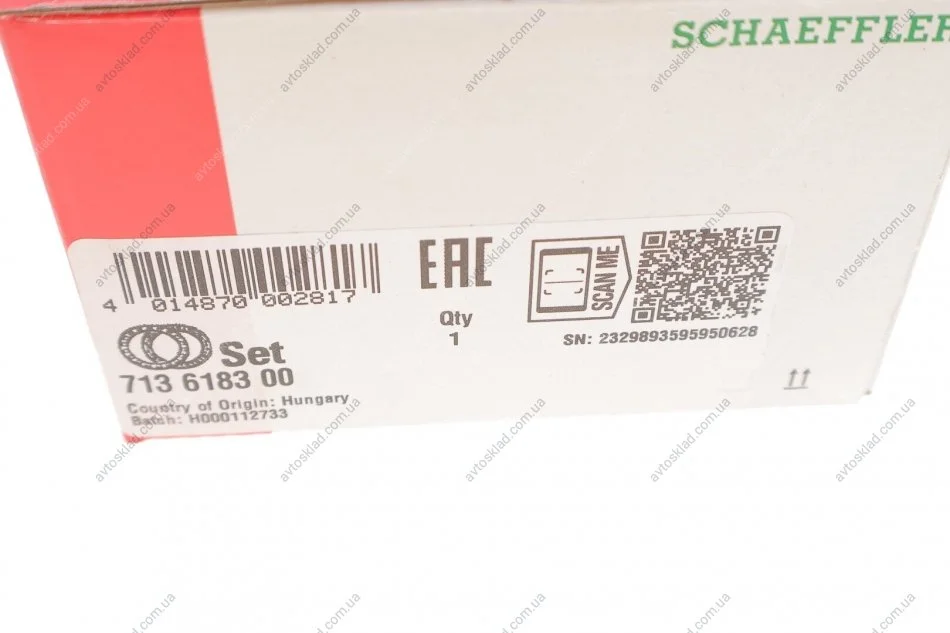 SCHAEFFLER
EAC
SCAN ME
4 014870 002817
Qty
1
SN: 2329893595950628
Set
713 6183 00
Country of Origin: Hungary
Batch: H000112733
avtosklad.com.ua